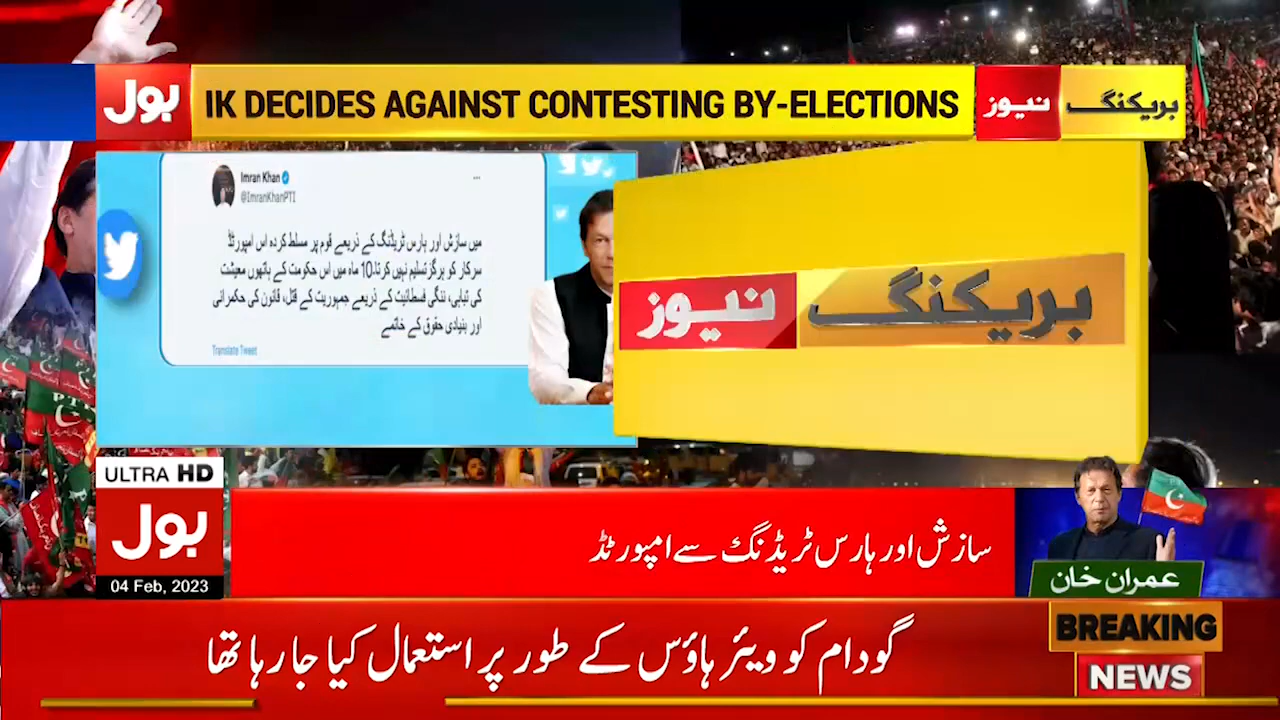 بول
IK DECIDES AGAINST CONTESTING BY-ELECTIONS
بریکنگ نیوز
Imran Khan
@ImranKhanPTI
میں سازش اور ہارس ٹریڈنگ کے ذریعے قوم پر مسلط کردہ اس امپورٹڈ
سرکار کو ہرگز تسلیم نہیں کرتا۔10 ماہ میں اس حکومت کے ہاتھوں معیشت
کی تباہی، ننگی فسطائیت کے ذریعے جمہوریت کے قتل، قانون کی حکمرانی
اور بنیادی حقوق کے خاتمے
Translate Tweet
بریکنگ نیوز
ULTRA HD
بول
04 Feb, 2023
سازش اور ہارس ٹریڈنگ سے امپورٹڈ
عمران خان
گودام کو ویئر ہاؤس کے طور پر استعمال کیا جا رہا تھا
BREAKING
NEWS